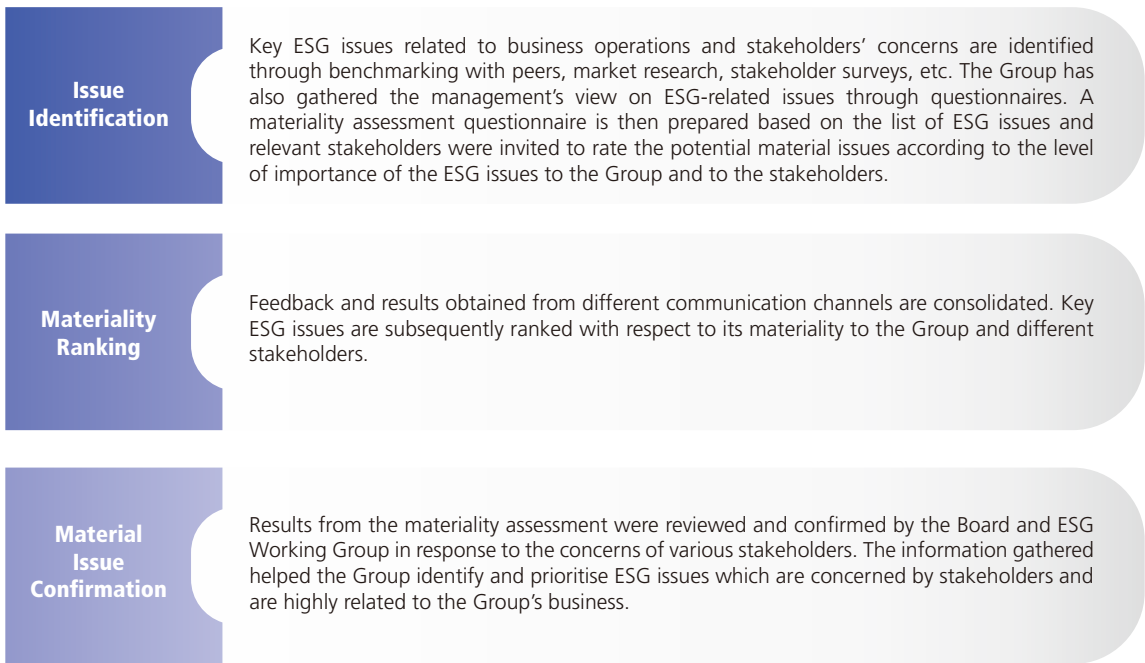 Issue
Identification
Key ESG issues related to business operations and stakeholders' concerns are identified
through benchmarking with peers, market research, stakeholder surveys, etc. The Group has
also gathered the management's view on ESG-related issues through questionnaires. A
materiality assessment questionnaire is then prepared based on the list of ESG issues and
relevant stakeholders were invited to rate the potential material issues according to the level
of importance of the ESG issues to the Group and to the stakeholders.
Materiality
Ranking
Feedback and results obtained from different communication channels are consolidated. Key
ESG issues are subsequently ranked with respect to its materiality to the Group and different
stakeholders.
Material
Issue
Confirmation
Results from the materiality assessment were reviewed and confirmed by the Board and ESG
Working Group in response to the concerns of various stakeholders. The information gathered
helped the Group identify and prioritise ESG issues which are concerned by stakeholders and
are highly related to the Group's business.